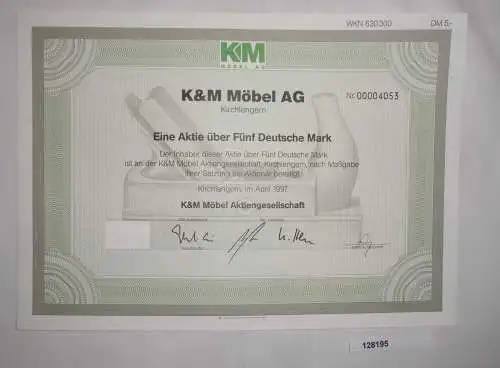 WKN 630300 DM 5,-
KM
MÖBEL AG
K&M Möbel AG
Kirchlengern
Nr. 00004053
Eine Aktie über Fünf Deutsche Mark
Der Inhaber dieser Aktie über Fünf Deutsche Mark
ist an der K&M Möbel Aktiengesellschaft, Kirchlengern, nach Maßgabe
ihrer Satzung als Aktionär beteiligt.
Kirchlengern, im April 1997
K&M Möbel Aktiengesellschaft
128195